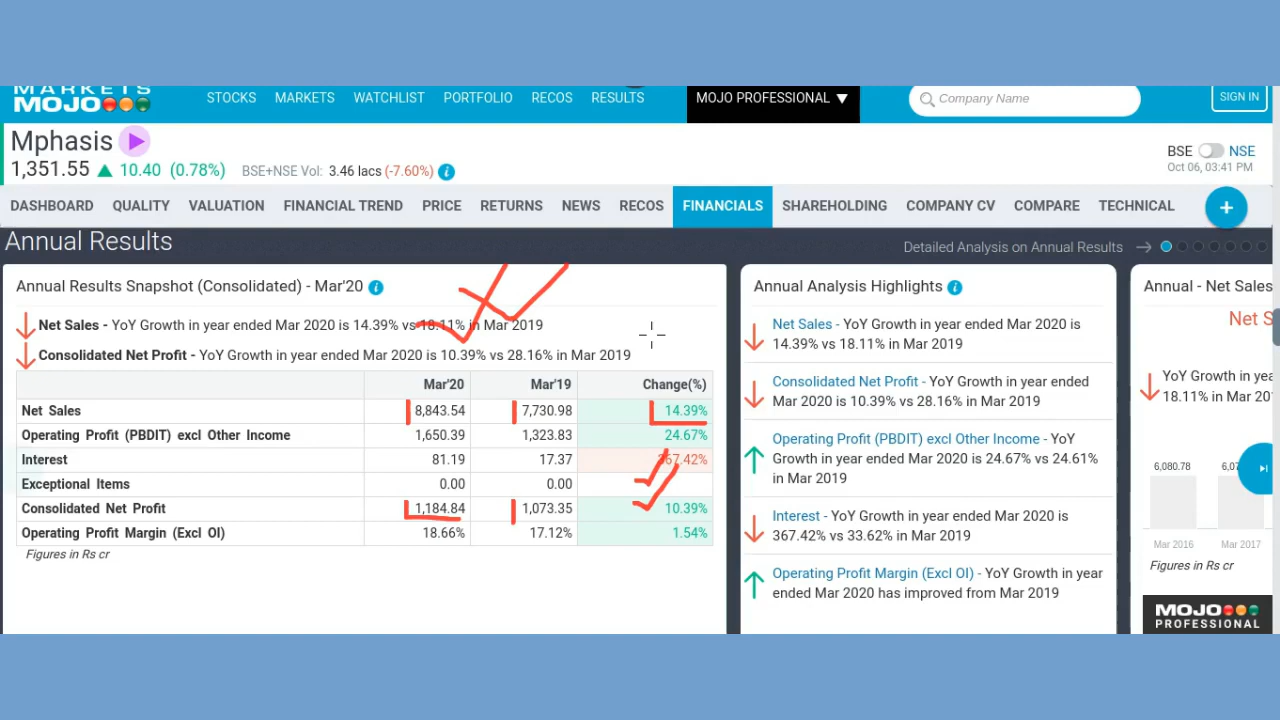 MARKETS
MOJO
STOCKS MARKETS WATCHLIST PORTFOLIO RECOS RESULTS MOJO PROFESSIONAL ▼ Company Name SIGN IN
Mphasis
1,351.55 ▲ 10.40 (0.78%) BSE+NSE Vol: 3.46 lacs (-7.60%)
BSE NSE
Oct 06, 03:41 PM
DASHBOARD QUALITY VALUATION FINANCIAL TREND PRICE RETURNS NEWS RECOS FINANCIALS SHAREHOLDING COMPANY CV COMPARE TECHNICAL +
Annual Results
Detailed Analysis on Annual Results
Annual Results Snapshot (Consolidated) - Mar'20
Net Sales - YoY Growth in year ended Mar 2020 is 14.39% vs 18.11% in Mar 2019
Consolidated Net Profit - YoY Growth in year ended Mar 2020 is 10.39% vs 28.16% in Mar 2019
Mar'20 Mar'19 Change(%)
Net Sales 8,843.54 7,730.98 14.39%
Operating Profit (PBDIT) excl Other Income 1,650.39 1,323.83 24.67%
Interest 81.19 17.37 367.42%
Exceptional Items 0.00 0.00
Consolidated Net Profit 1,184.84 1,073.35 10.39%
Operating Profit Margin (Excl OI) 18.66% 17.12% 1.54%
Figures in Rs cr
Annual Analysis Highlights
Net Sales - YoY Growth in year ended Mar 2020 is
14.39% vs 18.11% in Mar 2019
Consolidated Net Profit - YoY Growth in year ended
Mar 2020 is 10.39% vs 28.16% in Mar 2019
Operating Profit (PBDIT) excl Other Income - YoY
Growth in year ended Mar 2020 is 24.67% vs 24.61%
in Mar 2019
Interest - YoY Growth in year ended Mar 2020 is
367.42% vs 33.62% in Mar 2019
Operating Profit Margin (Excl OI) - YoY Growth in year
ended Mar 2020 has improved from Mar 2019
Annual - Net Sales
Net S
YoY Growth in yea
18.11% in Mar 20
6,080.78 6,07
Mar 2016 Mar 2017
Figures in Rs cr
MOJO
PROFESSIONAL